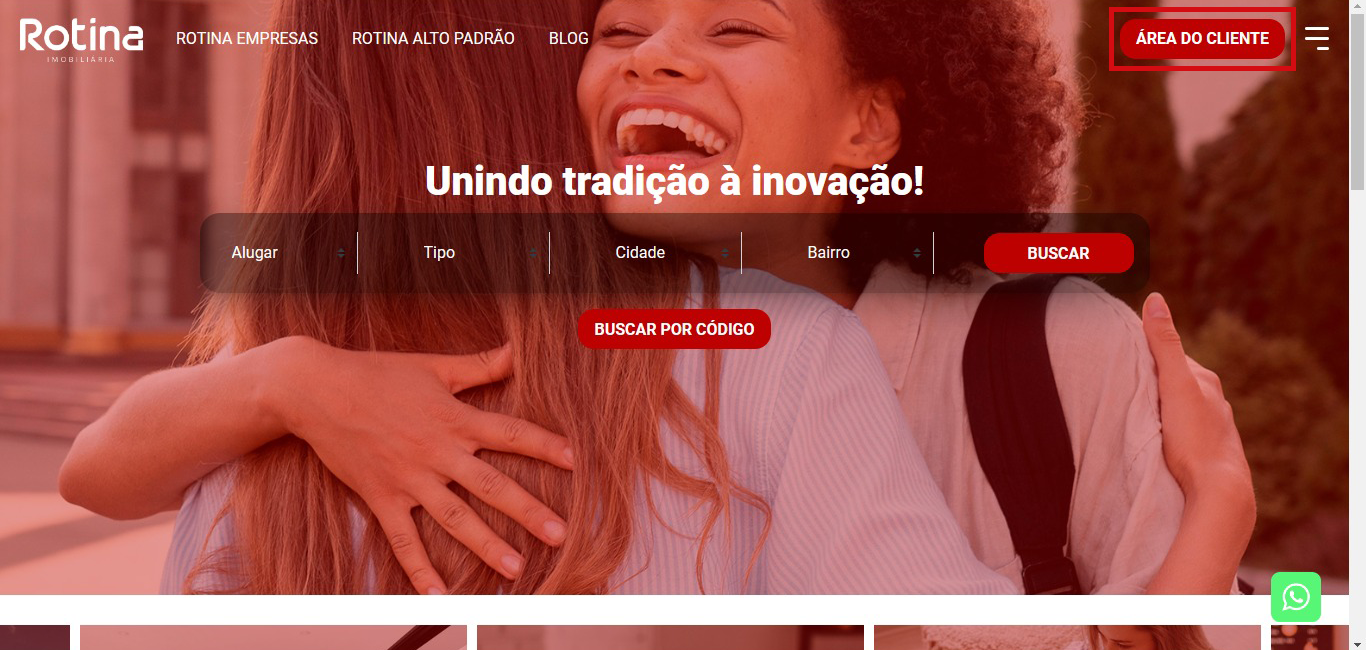 Rotina
IMOBILIÁRIA
ROTINA EMPRESAS
ROTINA ALTO PADRÃO
BLOG
ÁREA DO CLIENTE
Unindo tradição à inovação!
Alugar
Tipo
Cidade
Bairro
BUSCAR
BUSCAR POR CÓDIGO